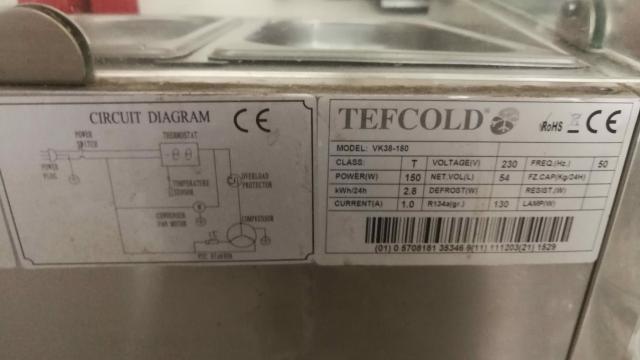 CIRCUIT DIAGRAM CE
POWER
SWITCH
THERMOSTAT
POWER
PLUG
TEMPERATURE
SENSOR
OVERLOAD
PROTECTOR
CONDENSER
FAN MOTOR
COMPRESSOR
PTC STARTER
TEFCOLD® RoHS CE
MODEL: VK38-180
CLASS: T VOLTAGE(V) 230 FREQ.(Hz.) 50
POWER(W) 150 NET.VOL(L) 54 FZ.CAP(Kg/24H)
kWh/24h 2.8 DEFROST(W) RESIST.(W)
CURRENT(A) 1.0 R134a(gr.) 130 LAMP(W)
(01) 0 5708181 35346 9(11) 111203(21) 1529